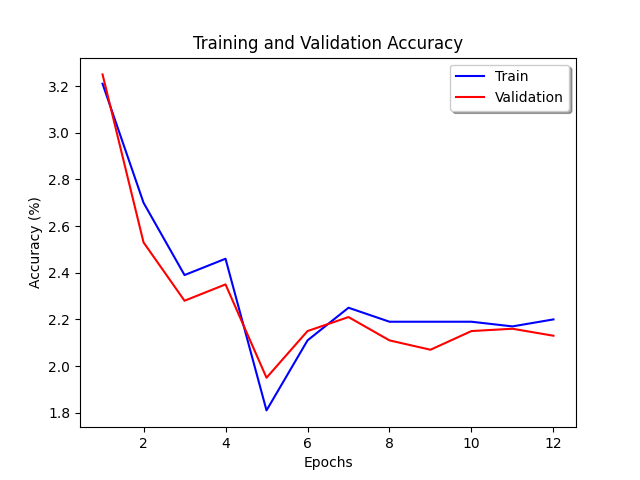 Training and Validation Accuracy
Train
Validation
Accuracy (%)
3.2
3.0
2.8
2.6
2.4
2.2
2.0
1.8
2 4 6 8 10 12
Epochs